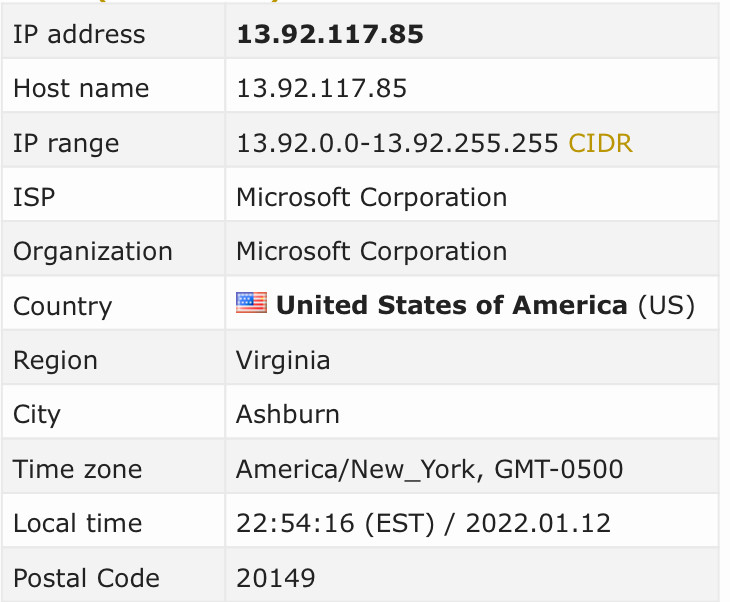 IP address 13.92.117.85
Host name 13.92.117.85
IP range 13.92.0.0-13.92.255.255 CIDR
ISP Microsoft Corporation
Organization Microsoft Corporation
Country United States of America (US)
Region Virginia
City Ashburn
Time zone America/New_York, GMT-0500
Local time 22:54:16 (EST) / 2022.01.12
Postal Code 20149